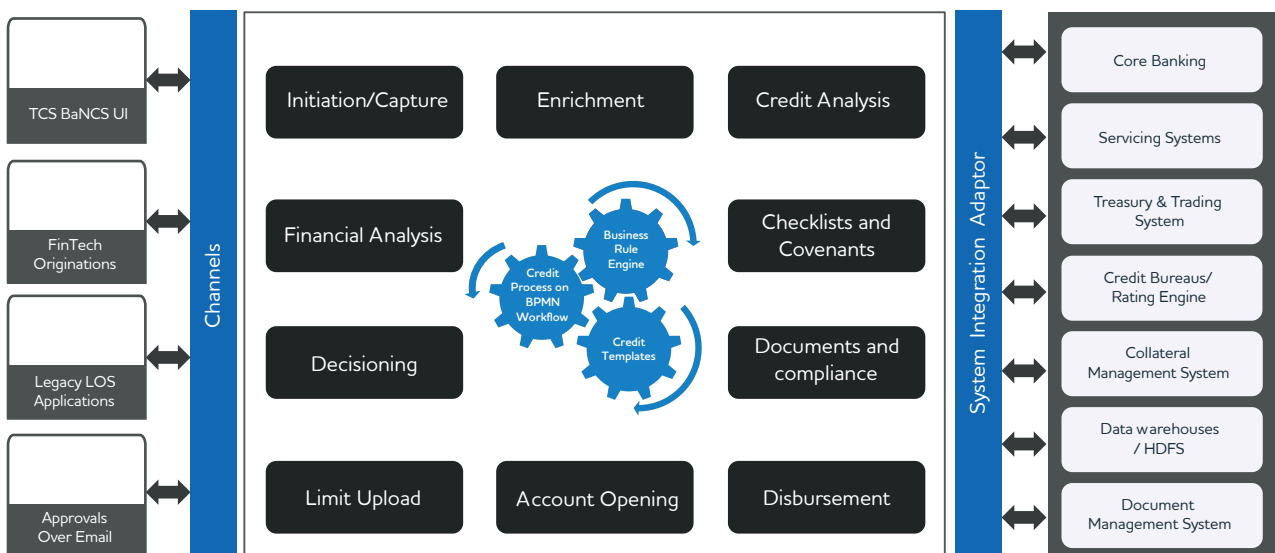 TCS BaNCS UI
FinTech
Originations
Legacy LOS
Applications
Approvals
Over Email
Channels
Initiation/Capture
Enrichment
Credit Analysis
Financial Analysis
Business
Rule
Engine
Credit
Process on
BPMN
Workflow
Credit
Templates
Checklists and
Covenants
Decisioning
Documents and
compliance
Limit Upload
Account Opening
Disbursement
System Integration Adaptor
Core Banking
Servicing Systems
Treasury & Trading
System
Credit Bureaus/
Rating Engine
Collateral
Management System
Data warehouses
/ HDFS
Document
Management System